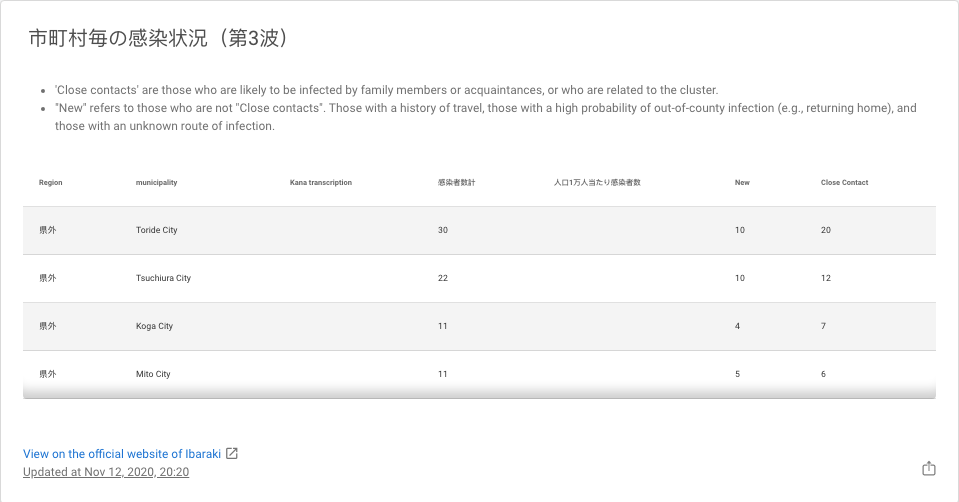 市町村毎の感染状況（第3波）
'Close contacts' are those who are likely to be infected by family members or acquaintances, or who are related to the cluster.
"New" refers to those who are not "Close contacts". Those with a history of travel, those with a high probability of out-of-county infection (e.g., returning home), and
those with an unknown route of infection.
Region municipality Kana transcription 感染者数計 人口1万人当たり感染者数 New Close Contact
県外 Toride City 30 10 20
県外 Tsuchiura City 22 10 12
県外 Koga City 11 4 7
県外 Mito City 11 5 6
View on the official website of Ibaraki
Updated at Nov 12, 2020, 20:20